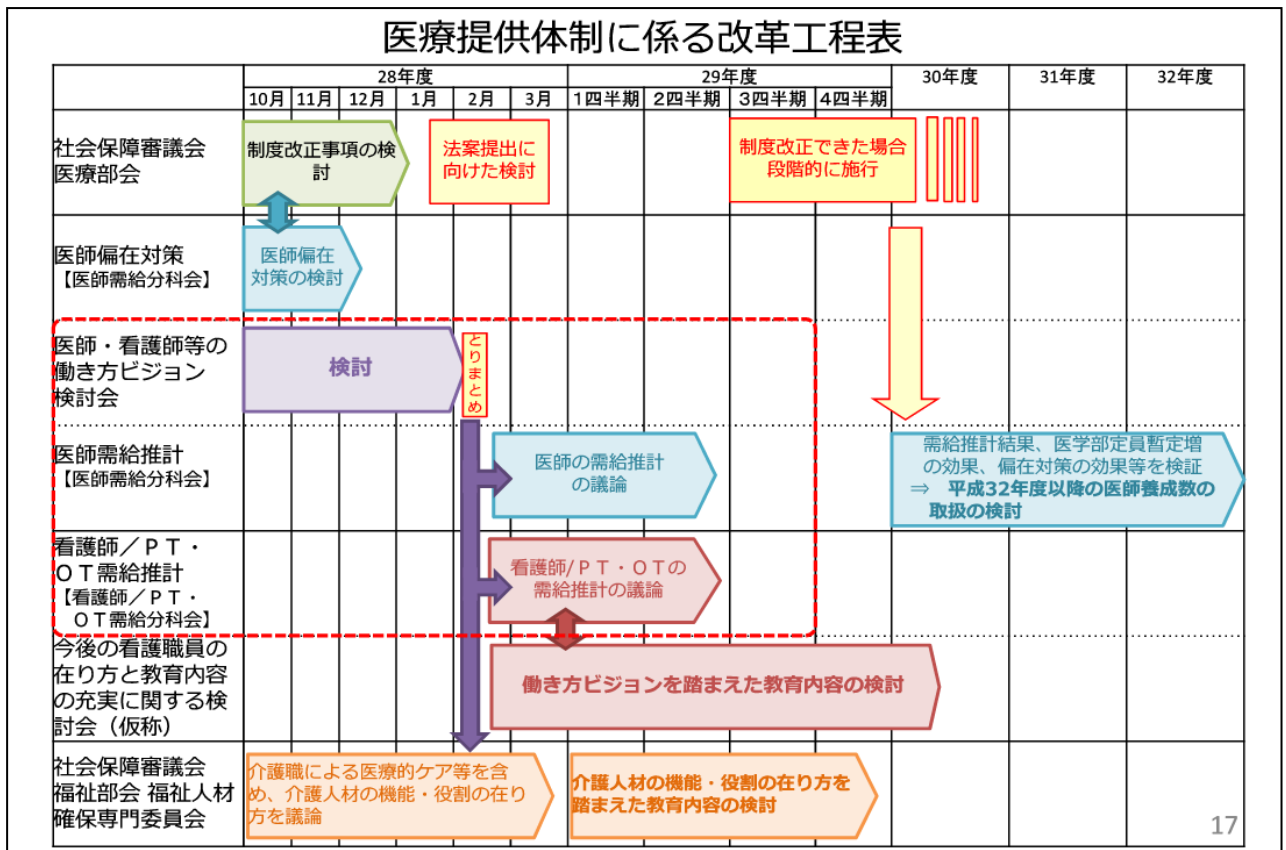 医療提供体制に係る改革工程表
28年度
29年度
30年度
31年度
32年度
10月
11月
12月
1月
2月
3月
1四半期
2四半期
3四半期
4四半期
社会保障審議会
医療部会
制度改正事項の検
討
法案提出に
向けた検討
制度改正できた場合
段階的に施行
医師偏在対策
【医師需給分科会】
医師偏在
対策の検討
医師・看護師等の
働き方ビジョン
検討会
検討
とりまとめ
医師需給推計
【医師需給分科会】
医師の需給推計
の議論
需給推計結果、医学部定員暫定増
の効果、偏在対策の効果等を検証
⇒ 平成32年度以降の医師養成数の
取扱の検討
看護師／ＰＴ・
ＯＴ需給推計
【看護師／ＰＴ・
ＯＴ需給分科会】
看護師/ＰＴ・ＯＴの
需給推計の議論
今後の看護職員の
在り方と教育内容
の充実に関する検
討会（仮称）
働き方ビジョンを踏まえた教育内容の検討
社会保障審議会
福祉部会 福祉人材
確保専門委員会
介護職による医療的ケア等を含
め、介護人材の機能・役割の在り
方を議論
介護人材の機能・役割の在り方を
踏まえた教育内容の検討
17